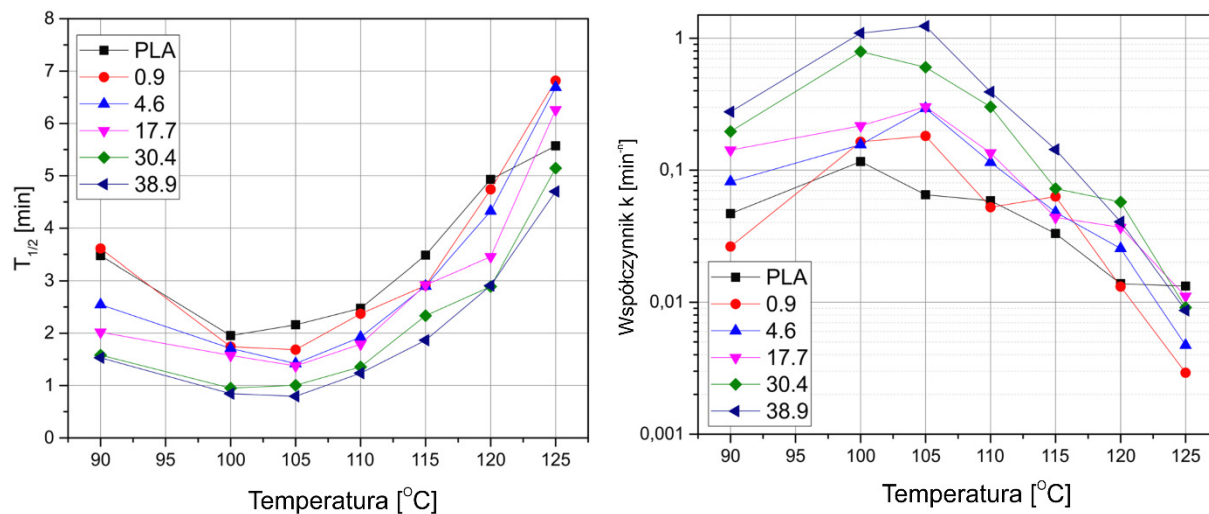 8
7
6
5
4
3
2
1
0
T1/2 [min]
PLA
0.9
4.6
17.7
30.4
38.9
90 95 100 105 110 115 120 125
Temperatura [°C]
1
0,1
0,01
0,001
Współczynnik k [min⁻ⁿ]
PLA
0.9
4.6
17.7
30.4
38.9
90 95 100 105 110 115 120 125
Temperatura [°C]